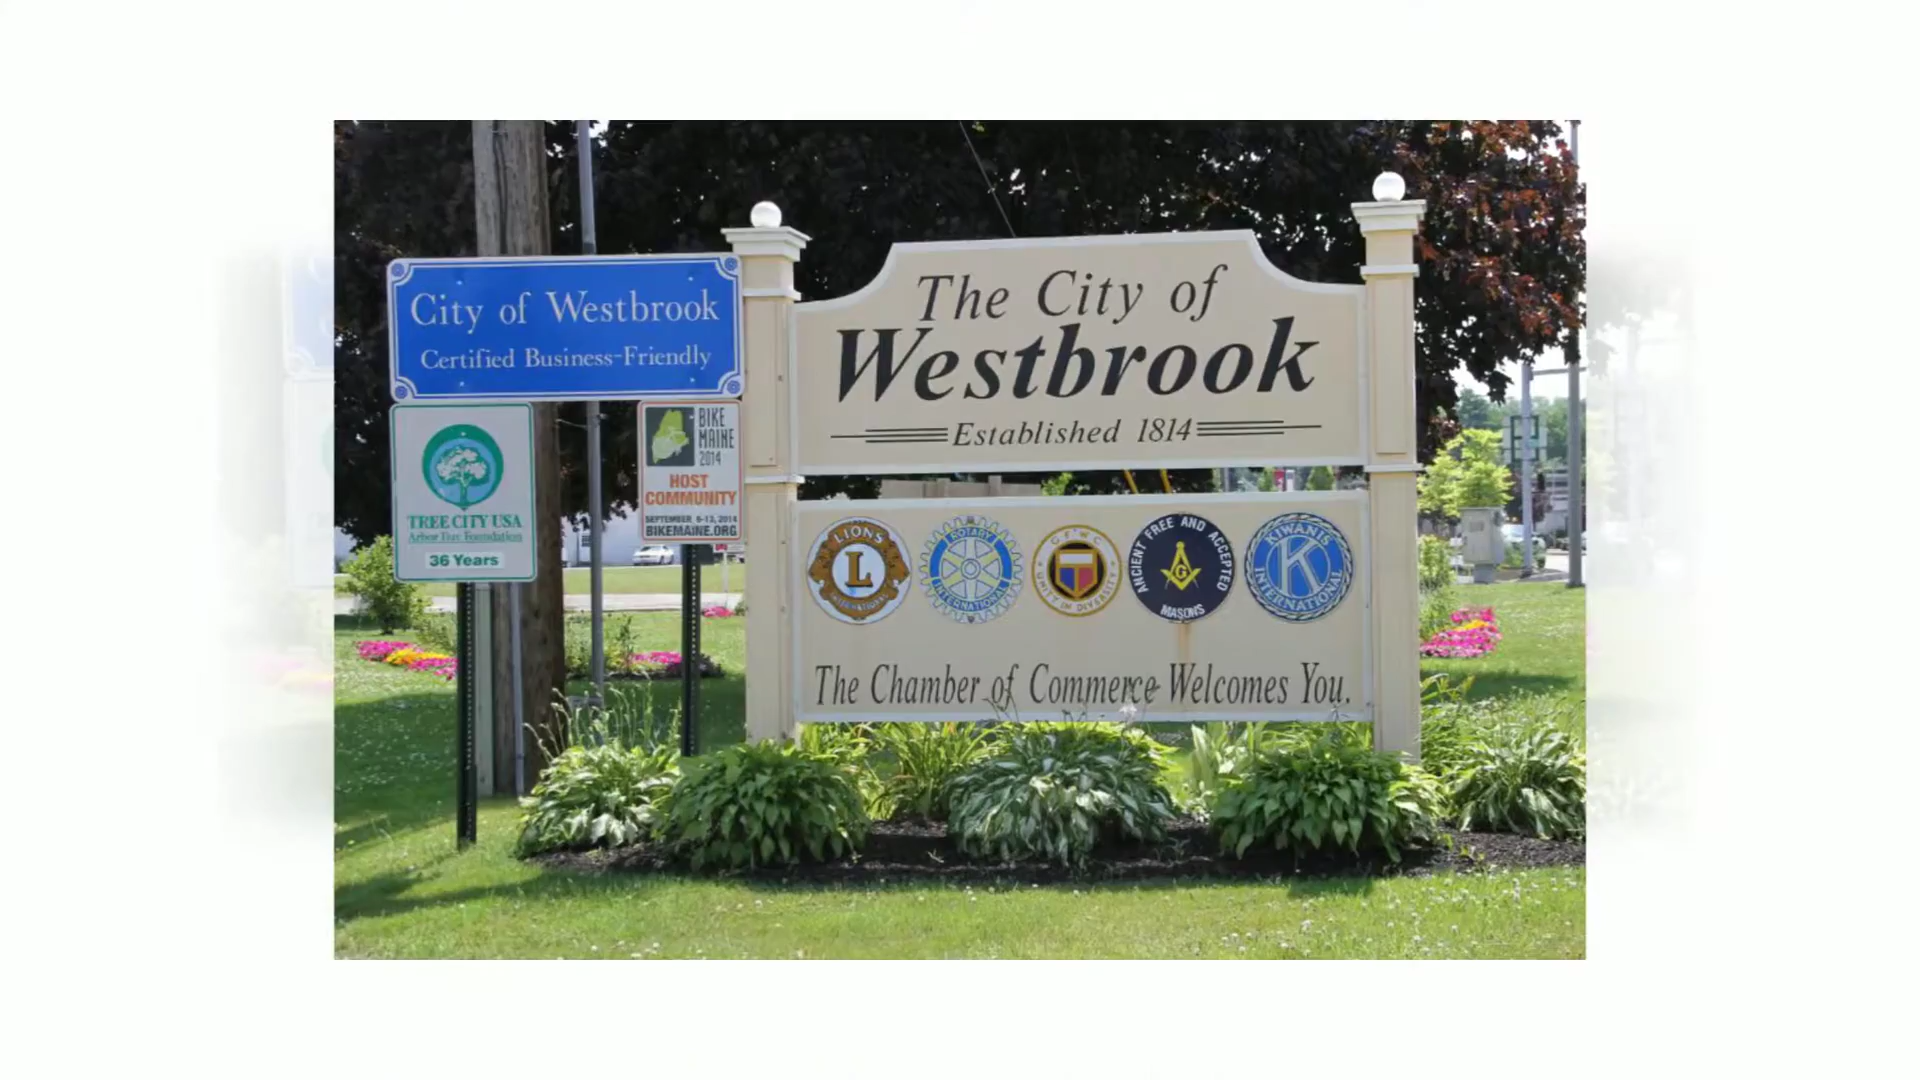 City of Westbrook
Certified Business-Friendly
TREE CITY USA
Arbor Day Foundation
36 Years
BIKE
MAINE
2014
HOST
COMMUNITY
SEPTEMBER 6-13, 2014
BIKEMAINE.ORG
The City of
Westbrook
Established 1814
LIONS
L
INTERNATIONAL
ROTARY
INTERNATIONAL
GFWC
UNITY IN DIVERSITY
ANCIENT FREE AND ACCEPTED
G
MASONS
KIWANIS
K
INTERNATIONAL
The Chamber of Commerce Welcomes You.